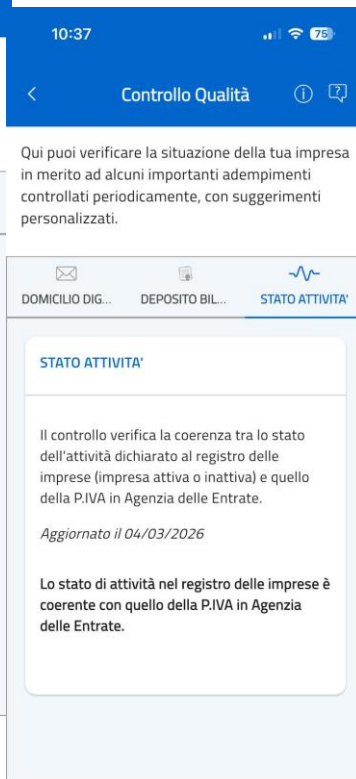 10:37
75
Controllo Qualità
Qui puoi verificare la situazione della tua impresa
in merito ad alcuni importanti adempimenti
controllati periodicamente, con suggerimenti
personalizzati.
DOMICILIO DIG...
DEPOSITO BIL...
STATO ATTIVITA'
STATO ATTIVITA'
Il controllo verifica la coerenza tra lo stato
dell'attività dichiarato al registro delle
imprese (impresa attiva o inattiva) e quello
della P.IVA in Agenzia delle Entrate.
Aggiornato il 04/03/2026
Lo stato di attività nel registro delle imprese è
coerente con quello della P.IVA in Agenzia
delle Entrate.